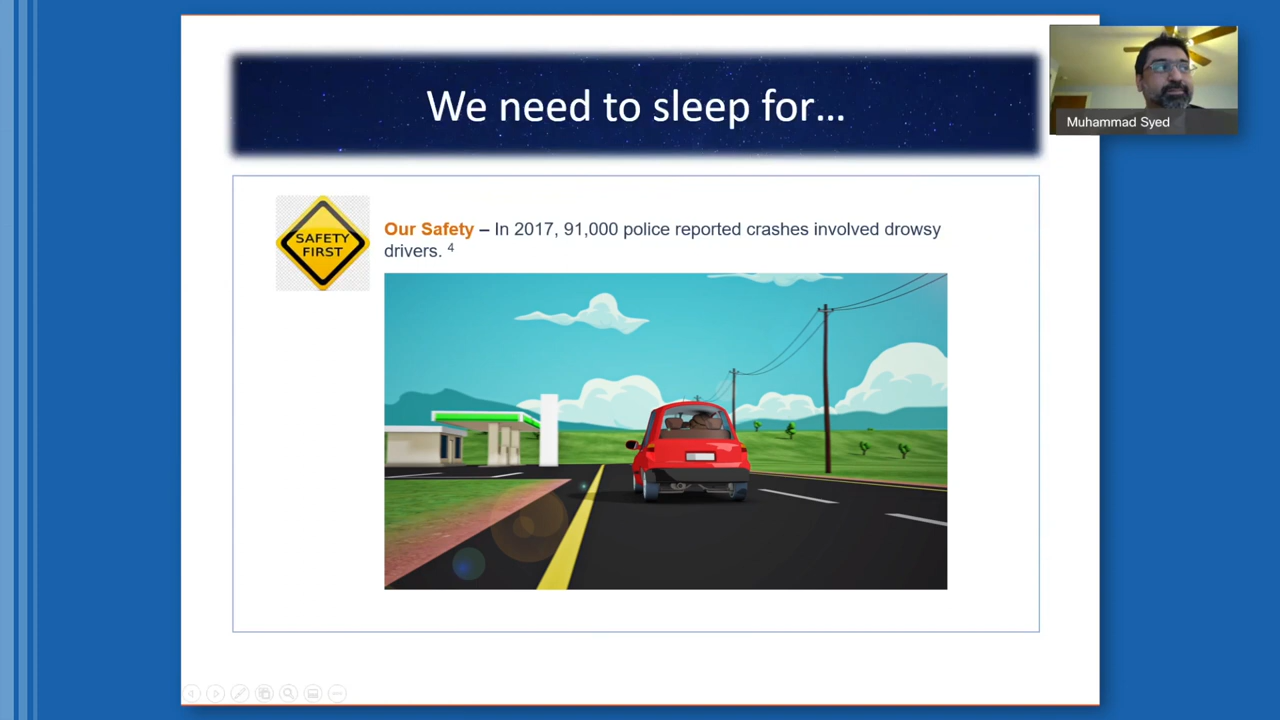 We need to sleep for...
Muhammad Syed
SAFETY
FIRST
Our Safety – In 2017, 91,000 police reported crashes involved drowsy
drivers. 4